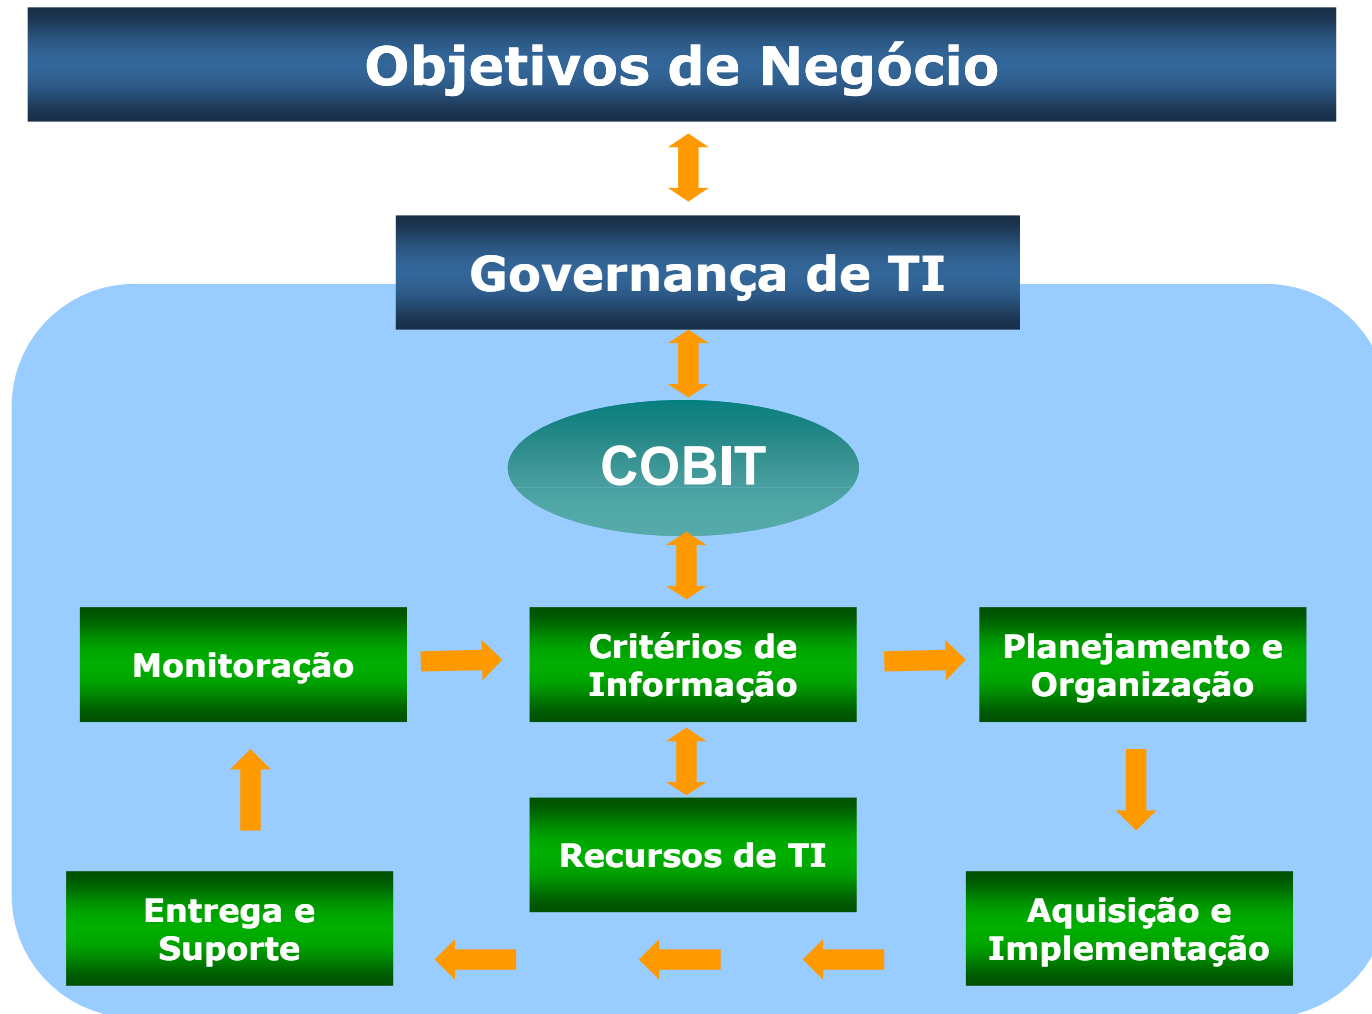 Objetivos de Negócio
Governança de TI
COBIT
Monitoração
Critérios de
Informação
Planejamento e
Organização
Recursos de TI
Entrega e
Suporte
Aquisição e
Implementação